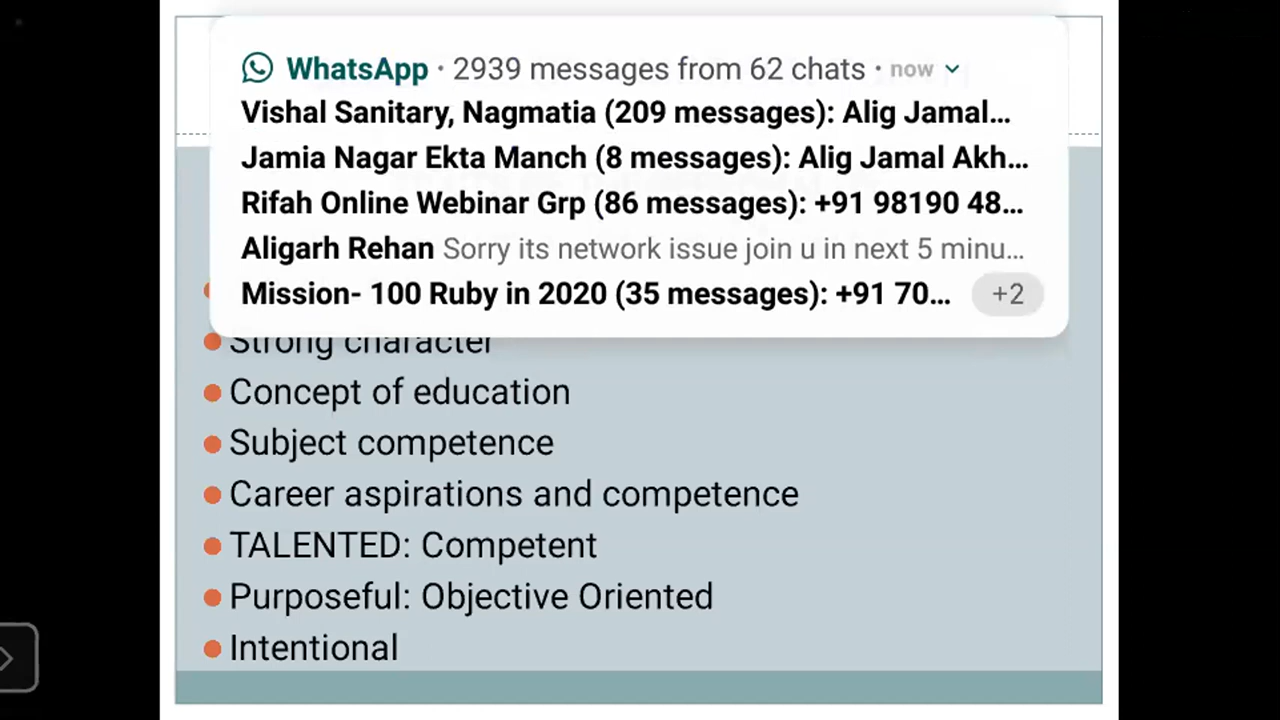 WhatsApp · 2939 messages from 62 chats · now
Vishal Sanitary, Nagmatia (209 messages): Alig Jamal...
Jamia Nagar Ekta Manch (8 messages): Alig Jamal Akh...
Rifah Online Webinar Grp (86 messages): +91 98190 48...
Aligarh Rehan Sorry its network issue join u in next 5 minu...
Mission- 100 Ruby in 2020 (35 messages): +91 70... +2
Strong character
Concept of education
Subject competence
Career aspirations and competence
TALENTED: Competent
Purposeful: Objective Oriented
Intentional